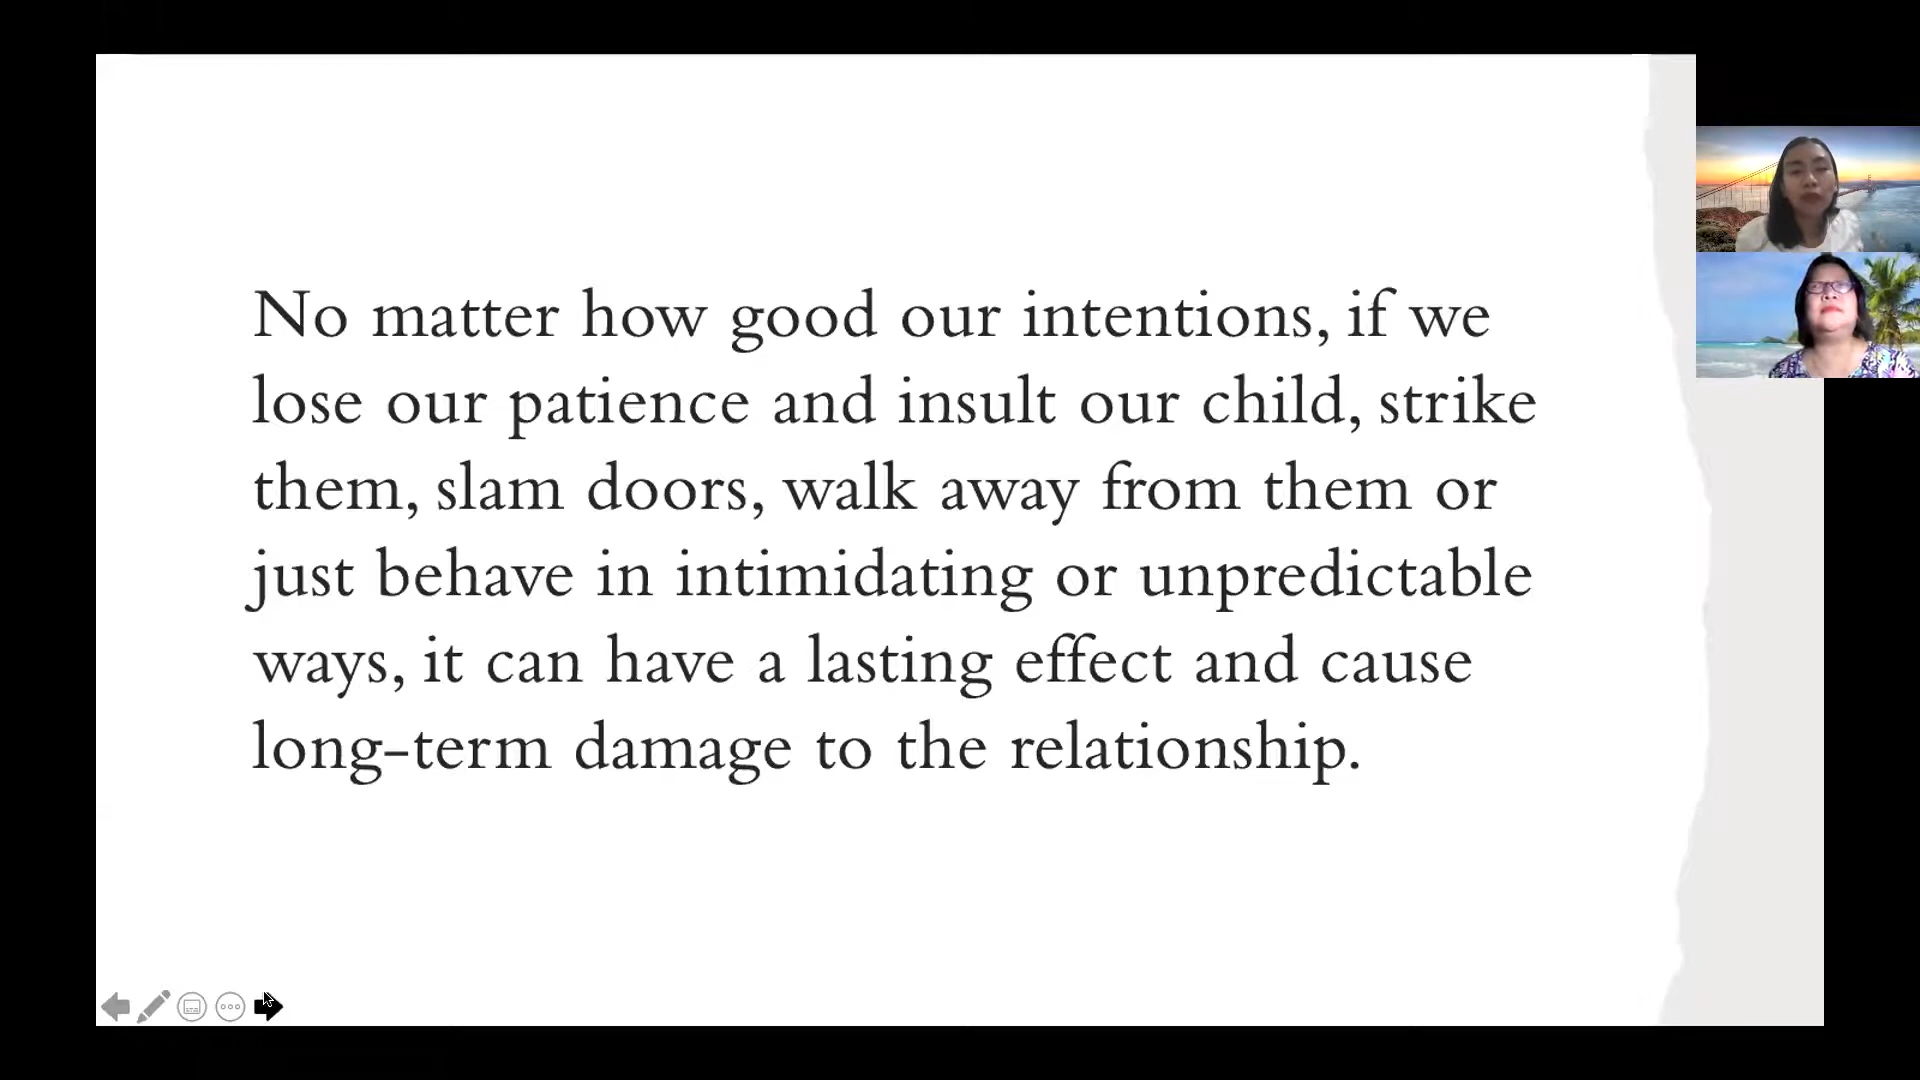 No matter how good our intentions, if we
lose our patience and insult our child, strike
them, slam doors, walk away from them or
just behave in intimidating or unpredictable
ways, it can have a lasting effect and cause
long-term damage to the relationship.